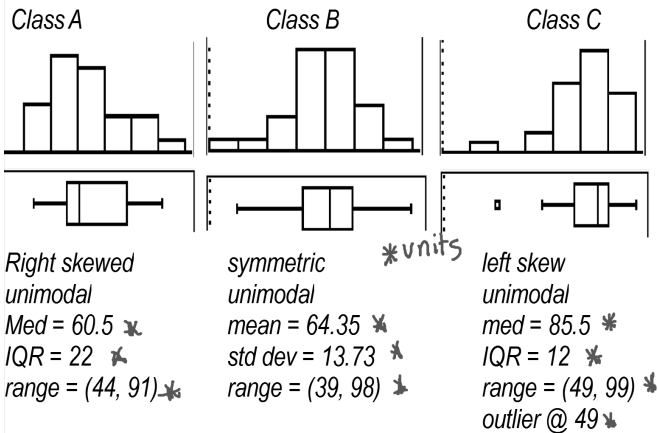 Class A
Class B
Class C
*units
Right skewed
unimodal
Med = 60.5 *
IQR = 22 *
range = (44, 91) *
symmetric
unimodal
mean = 64.35 *
std dev = 13.73 *
range = (39, 98) *
left skew
unimodal
med = 85.5 *
IQR = 12 *
range = (49, 99) *
outlier @ 49 *